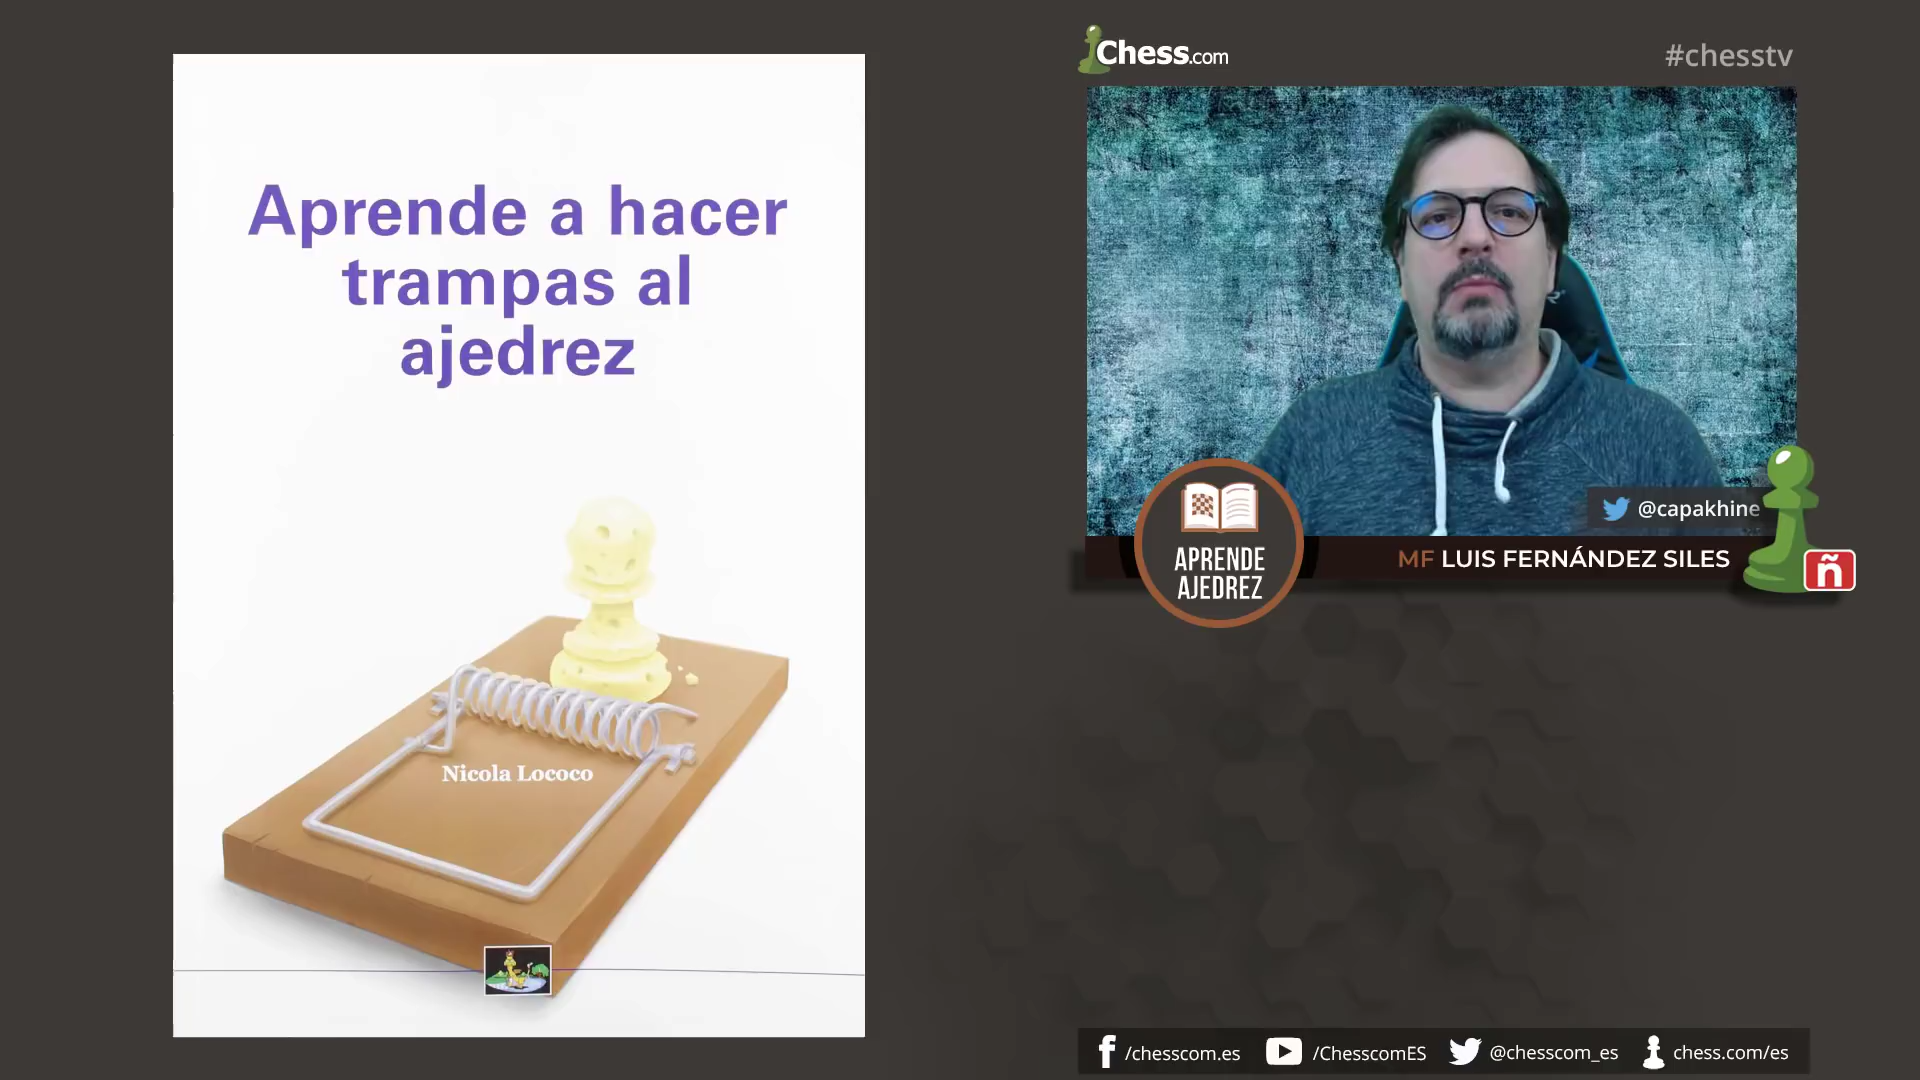 Aprende a hacer
trampas al
ajedrez
Nicola Lococo
Chess.com
#chesstv
@capakhine
MF LUIS FERNÁNDEZ SILES
ñ
APRENDE
AJEDREZ
/chesscom.es
/ChesscomES
@chesscom_es
chess.com/es